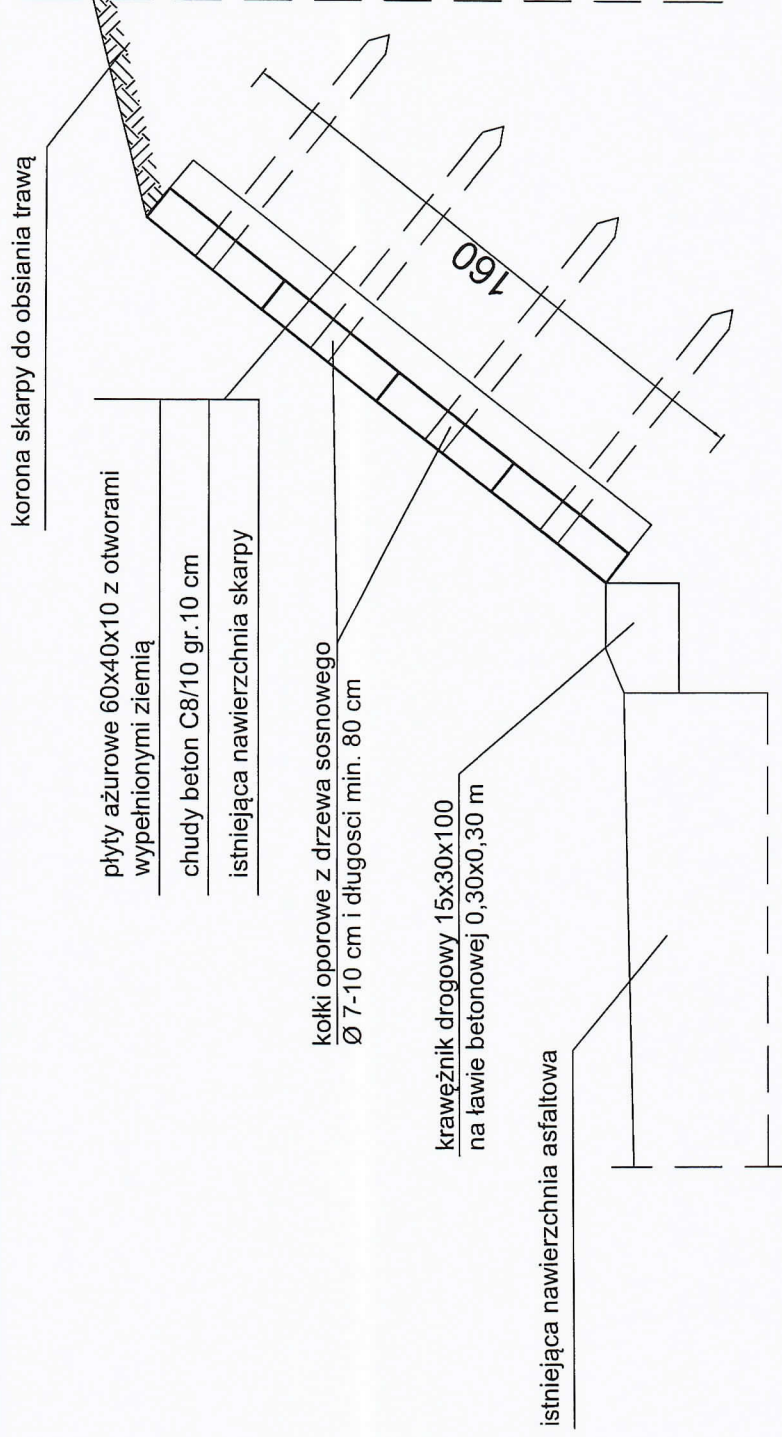 korona skarpy do obsiania trawą
płyty ażurowe 60x40x10 z otworami
wypełnionymi ziemią
chudy beton C8/10 gr.10 cm
istniejąca nawierzchnia skarpy
kołki oporowe z drzewa sosnowego
Ø 7-10 cm i długosci min. 80 cm
160
krawężnik drogowy 15x30x100
na ławie betonowej 0,30x0,30 m
istniejąca nawierzchnia asfaltowa